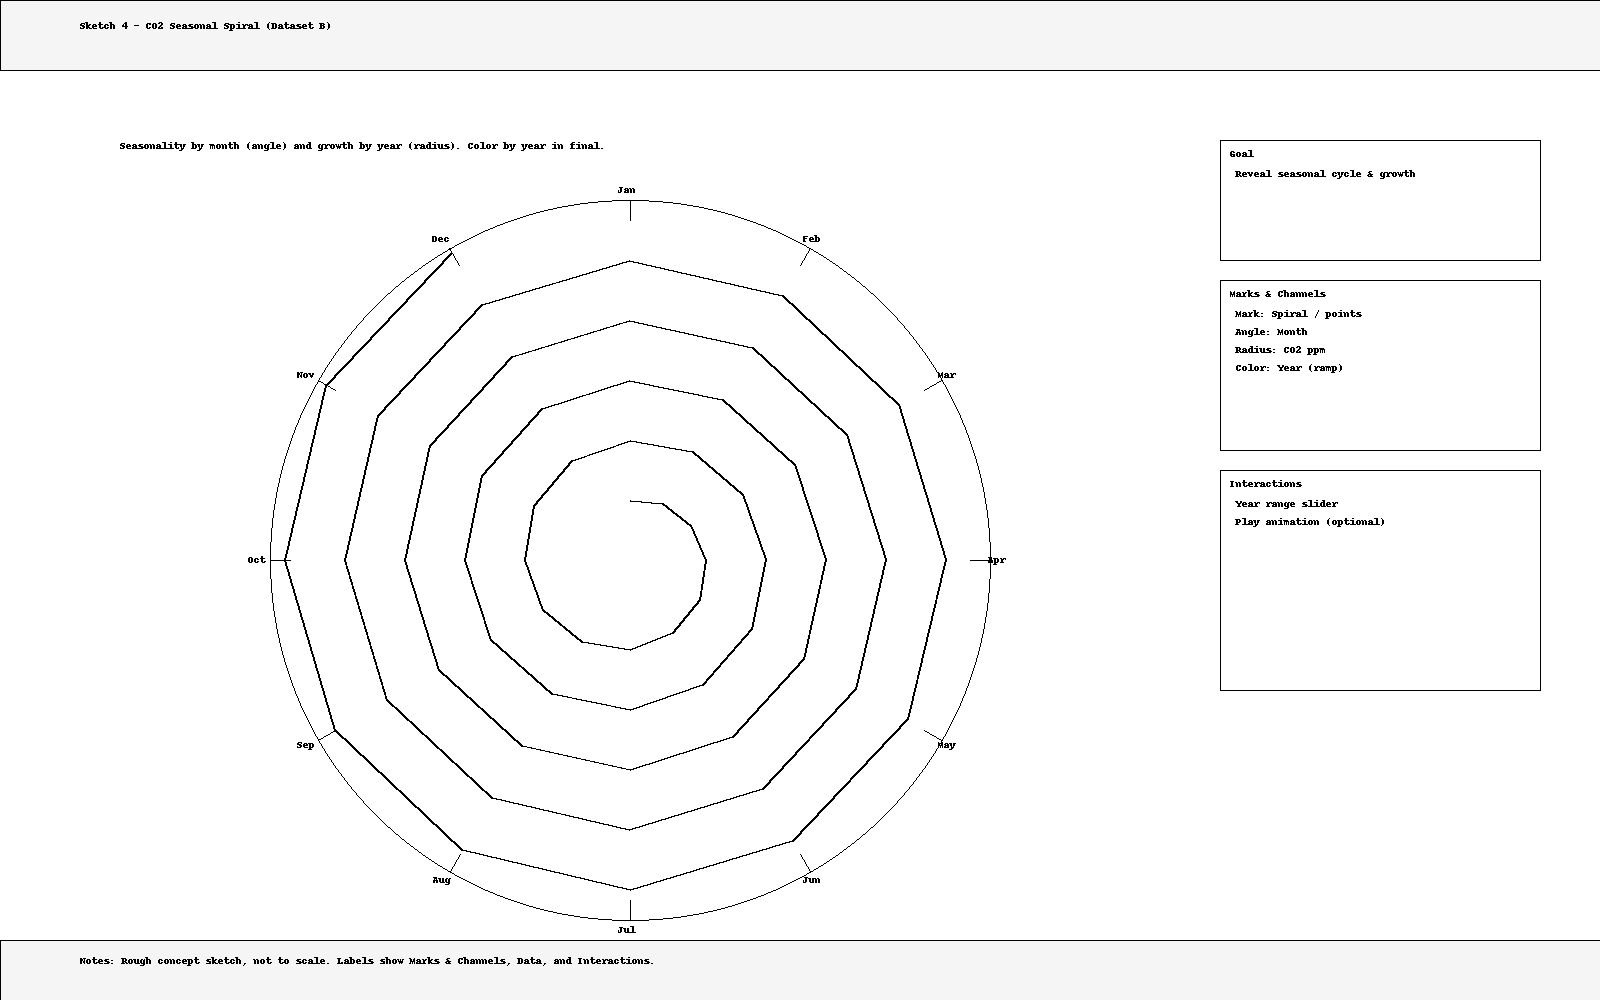 Sketch 4 - CO2 Seasonal Spiral (Dataset B)
Seasonality by month (angle) and growth by year (radius). Color by year in final.
Jan
Feb
Mar
Apr
May
Jun
Jul
Aug
Sep
Oct
Nov
Dec
Goal
Reveal seasonal cycle & growth
Marks & Channels
Mark: Spiral / points
Angle: Month
Radius: CO2 ppm
Color: Year (ramp)
Interactions
Year range slider
Play animation (optional)
Notes: Rough concept sketch, not to scale. Labels show Marks & Channels, Data, and Interactions.